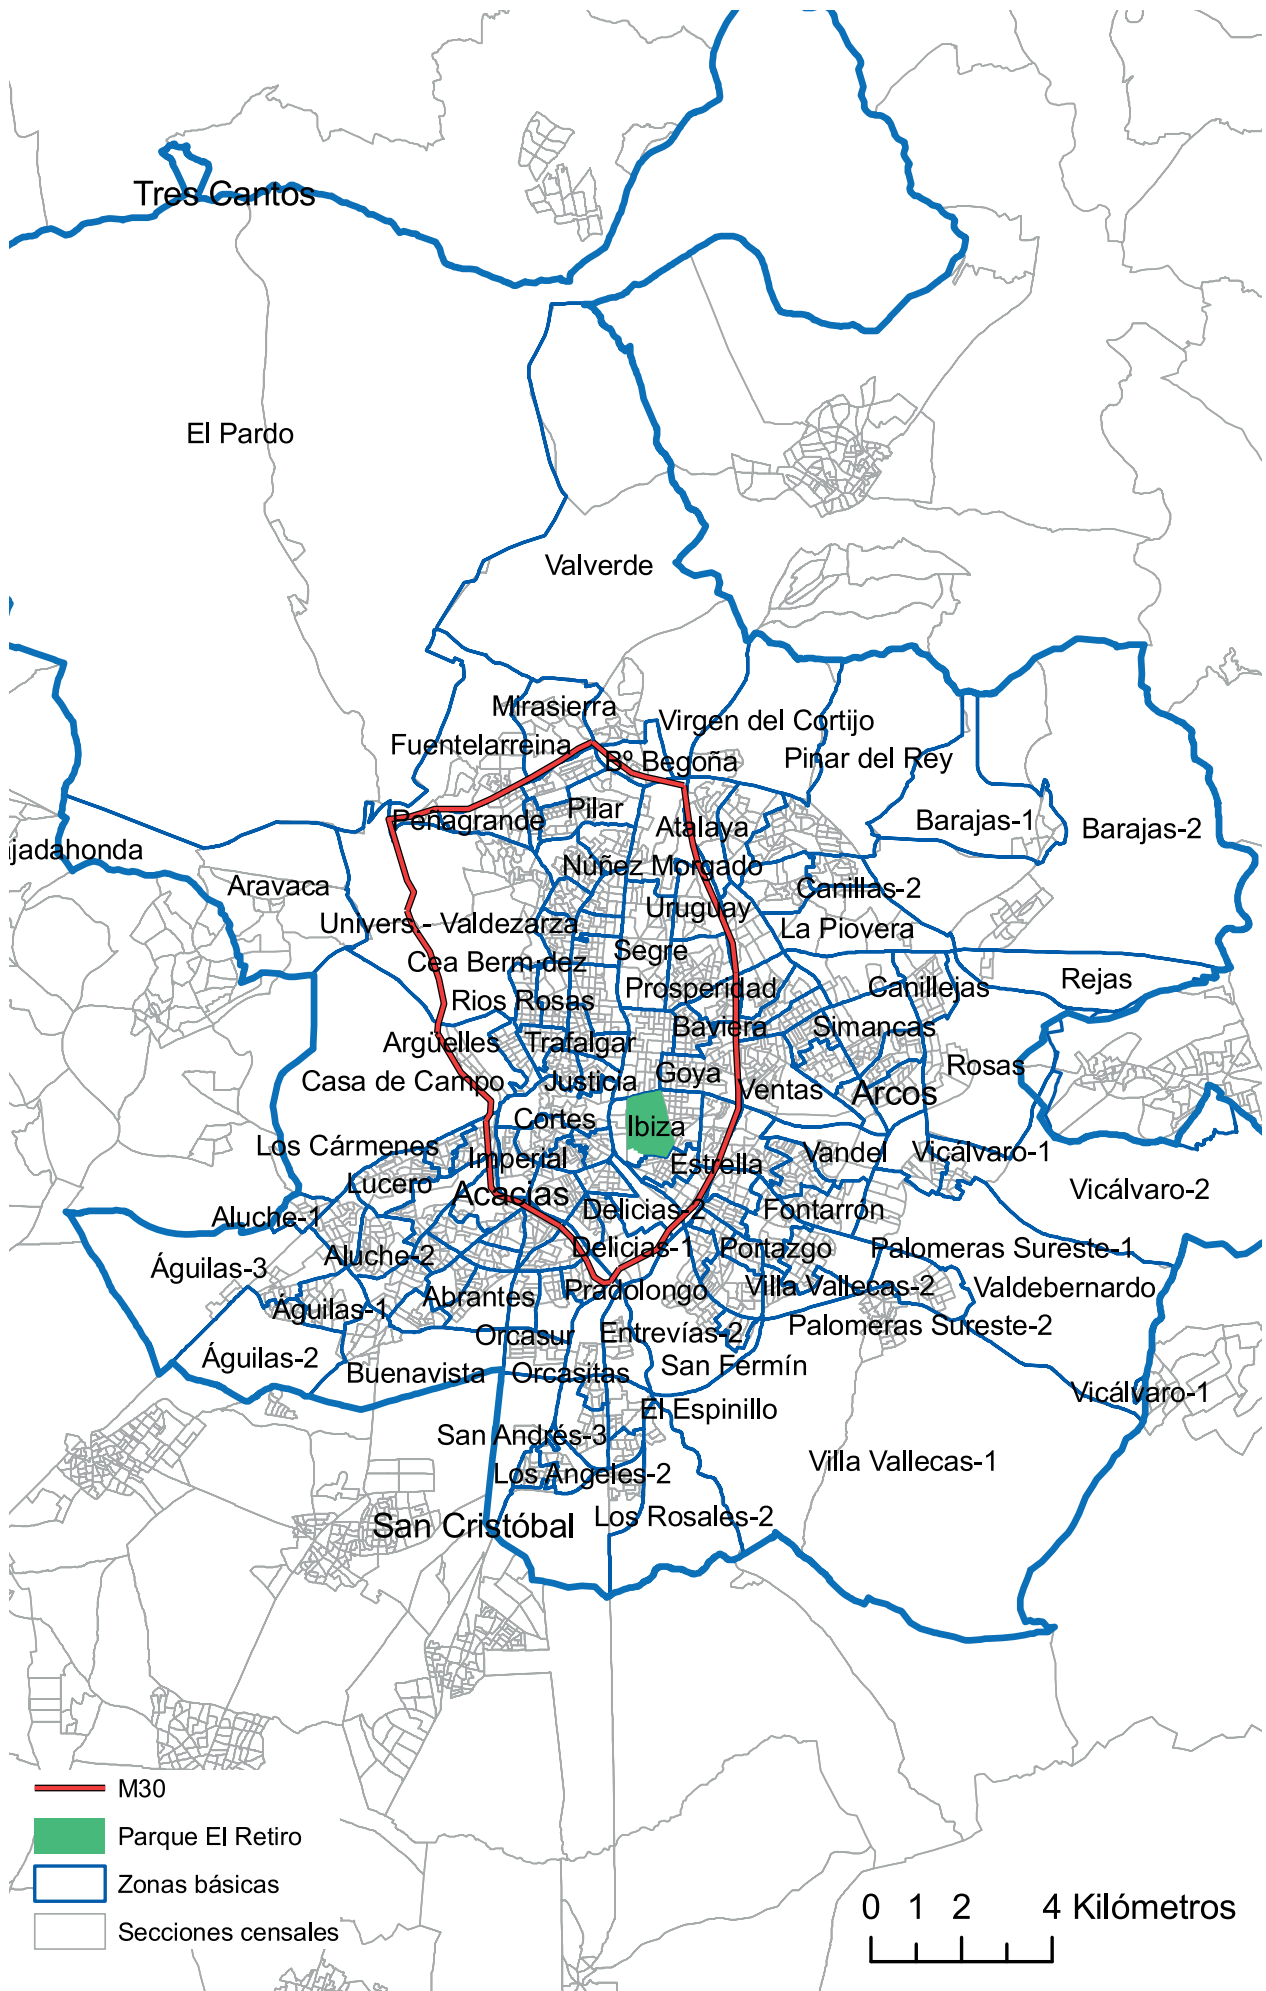 Tres Cantos
El Pardo
Valverde
Mirasierra
Virgen del Cortijo
Fuentelarreina
Bº Begoña
Pinar del Rey
Peñagrande
Pilar
Atalaya
Barajas-1
Barajas-2
jadahonda
Núñez Morgado
Aravaca
Canillas-2
Uruguay
Univers.- Valdezarza
La Piovera
Segre
Cea Berm·dez
Rejas
Prosperidad
Canillejas
Rios Rosas
Baviera
Simancas
Argüelles
Trafalgar
Rosas
Goya
Casa de Campo
Justicia
Ventas
Arcos
Cortes
Ibiza
Los Cármenes
Vandel
Vicálvaro-1
Imperial
Estrella
Lucero
Acacias
Vicálvaro-2
Aluche-1
Delicias-2
Fontarrón
Aluche-2
Delicias-1
Portazgo
Palomeras Sureste-1
Águilas-3
Pradolongo
Villa Vallecas-2
Valdebernardo
Águilas-1
Abrantes
Orcasur
Entrevías-2
Palomeras Sureste-2
Águilas-2
Buenavista
Orcasitas
San Fermín
Vicálvaro-1
El Espinillo
San Andrés-3
Villa Vallecas-1
Los Angeles-2
San Cristóbal
Los Rosales-2
M30
Parque El Retiro
Zonas básicas
Secciones censales
0 1 2 4 Kilómetros